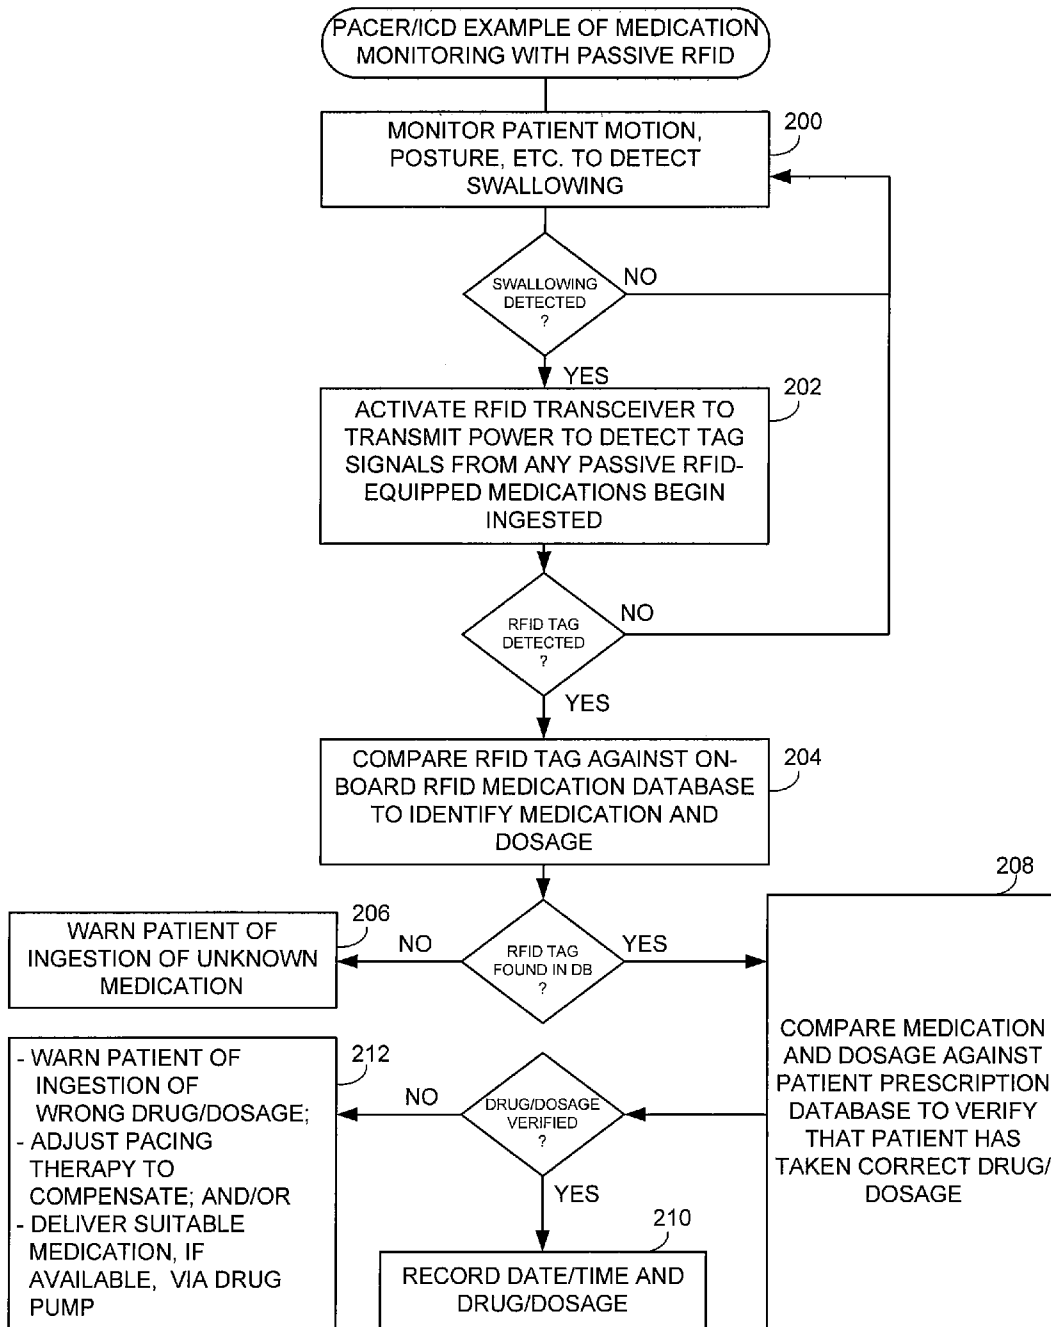 PACER/ICD EXAMPLE OF MEDICATION
MONITORING WITH PASSIVE RFID
200
MONITOR PATIENT MOTION,
POSTURE, ETC. TO DETECT
SWALLOWING
SWALLOWING
DETECTED
?
NO
YES
202
ACTIVATE RFID TRANSCEIVER TO
TRANSMIT POWER TO DETECT TAG
SIGNALS FROM ANY PASSIVE RFID-
EQUIPPED MEDICATIONS BEGIN
INGESTED
RFID TAG
DETECTED
?
NO
YES
204
COMPARE RFID TAG AGAINST ON-
BOARD RFID MEDICATION DATABASE
TO IDENTIFY MEDICATION AND
DOSAGE
RFID TAG
FOUND IN DB
?
NO
YES
206
WARN PATIENT OF
INGESTION OF UNKNOWN
MEDICATION
208
COMPARE MEDICATION
AND DOSAGE AGAINST
PATIENT PRESCRIPTION
DATABASE TO VERIFY
THAT PATIENT HAS
TAKEN CORRECT DRUG/
DOSAGE
DRUG/DOSAGE
VERIFIED
?
NO
YES
212
- WARN PATIENT OF
INGESTION OF
WRONG DRUG/DOSAGE;
- ADJUST PACING
THERAPY TO
COMPENSATE; AND/OR
- DELIVER SUITABLE
MEDICATION, IF
AVAILABLE, VIA DRUG
PUMP
210
RECORD DATE/TIME AND
DRUG/DOSAGE